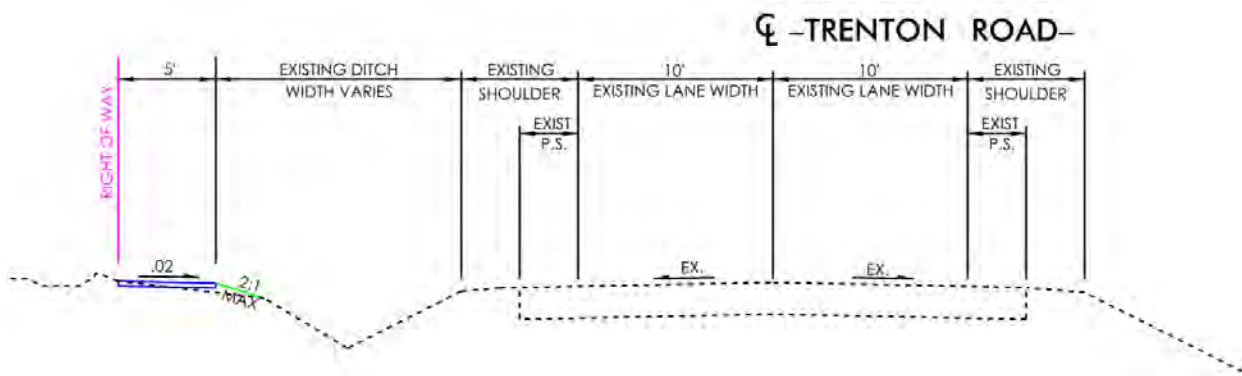 ℄ -TRENTON ROAD-
5' EXISTING DITCH EXISTING 10' 10' EXISTING
WIDTH VARIES SHOULDER EXISTING LANE WIDTH EXISTING LANE WIDTH SHOULDER
EXIST EXIST
P.S. P.S.
RIGHT OF WAY
.02 2:1 EX. EX.
MAX